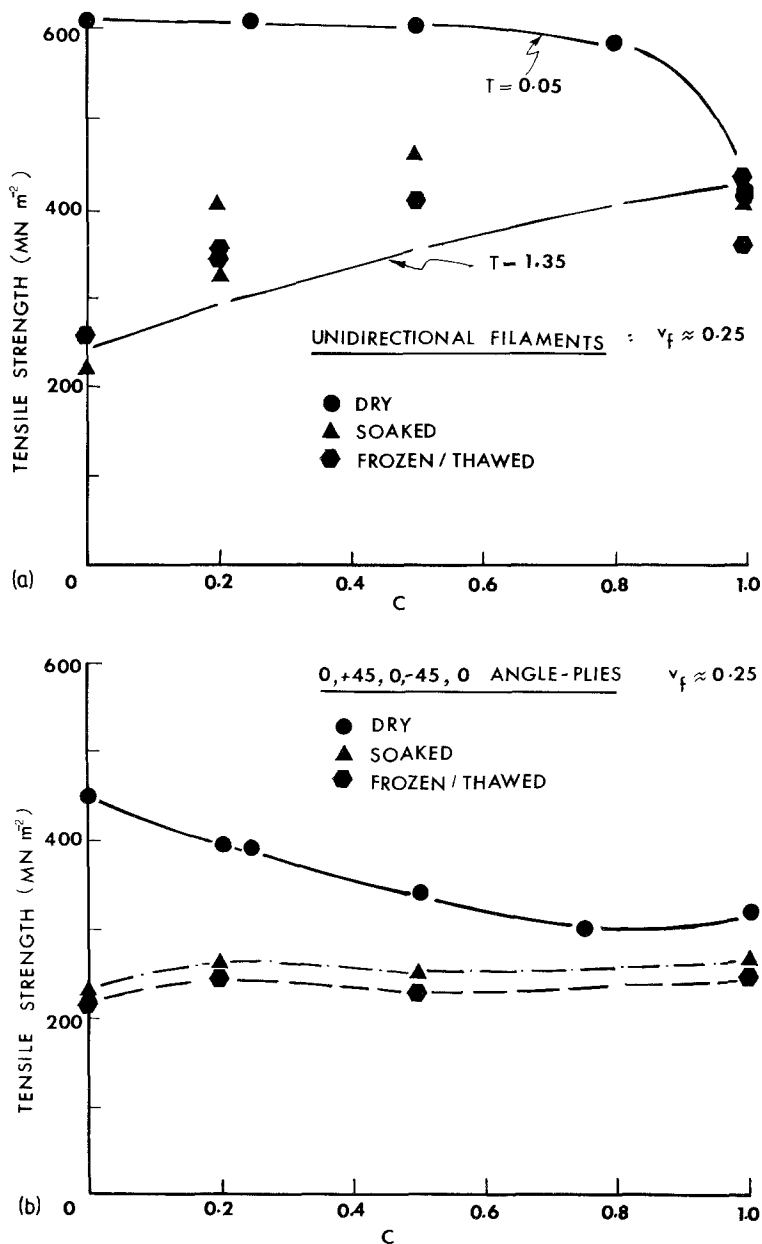 600
T = 0·05
400
T = 1·35
UNIDIRECTIONAL FILAMENTS : v_f ≈ 0·25
200
DRY
SOAKED
FROZEN / THAWED
TENSILE STRENGTH (MN m⁻²)
(a) 0 0·2 0·4 0·6 0·8 1·0
C
600
0,+45, 0,-45, 0 ANGLE-PLIES v_f ≈ 0·25
DRY
SOAKED
FROZEN / THAWED
400
200
TENSILE STRENGTH (MN m⁻²)
(b) 0 0·2 0·4 0·6 0·8 1·0
C